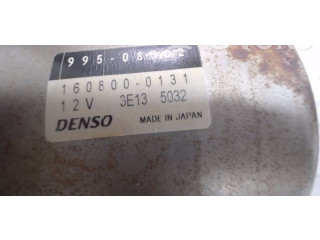 160800-0131
12V 3E13 5032
DENSO MADE IN JAPAN